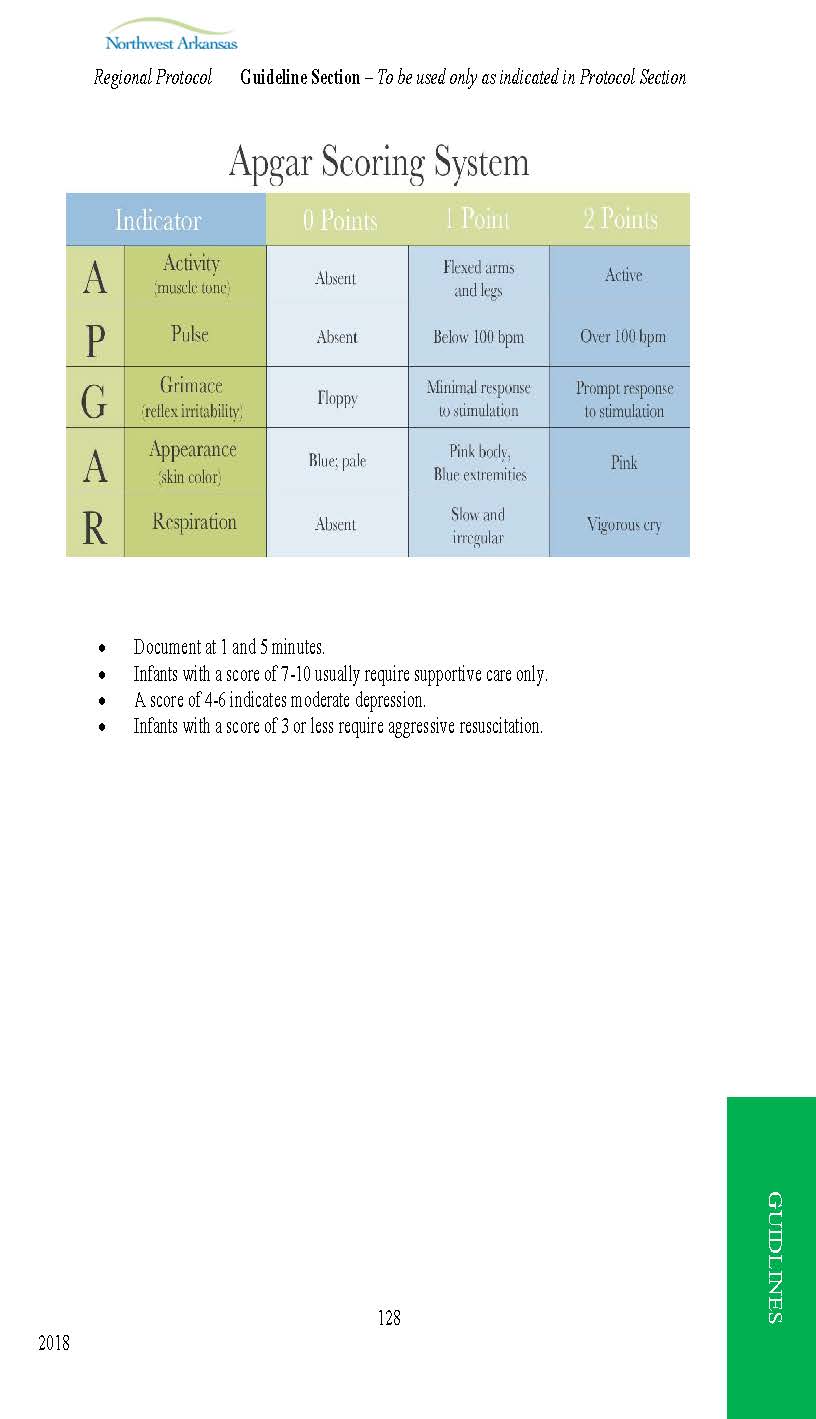 Northwest Arkansas
Regional Protocol Guideline Section – To be used only as indicated in Protocol Section
Apgar Scoring System
Indicator 0 Points 1 Point 2 Points
A Activity (muscle tone) Absent Flexed arms and legs Active
P Pulse Absent Below 100 bpm Over 100 bpm
G Grimace (reflex irritability) Floppy Minimal response to stimulation Prompt response to stimulation
A Appearance (skin color) Blue; pale Pink body, Blue extremities Pink
R Respiration Absent Slow and irregular Vigorous cry
• Document at 1 and 5 minutes.
• Infants with a score of 7-10 usually require supportive care only.
• A score of 4-6 indicates moderate depression.
• Infants with a score of 3 or less require aggressive resuscitation.
GUIDLINES
128
2018